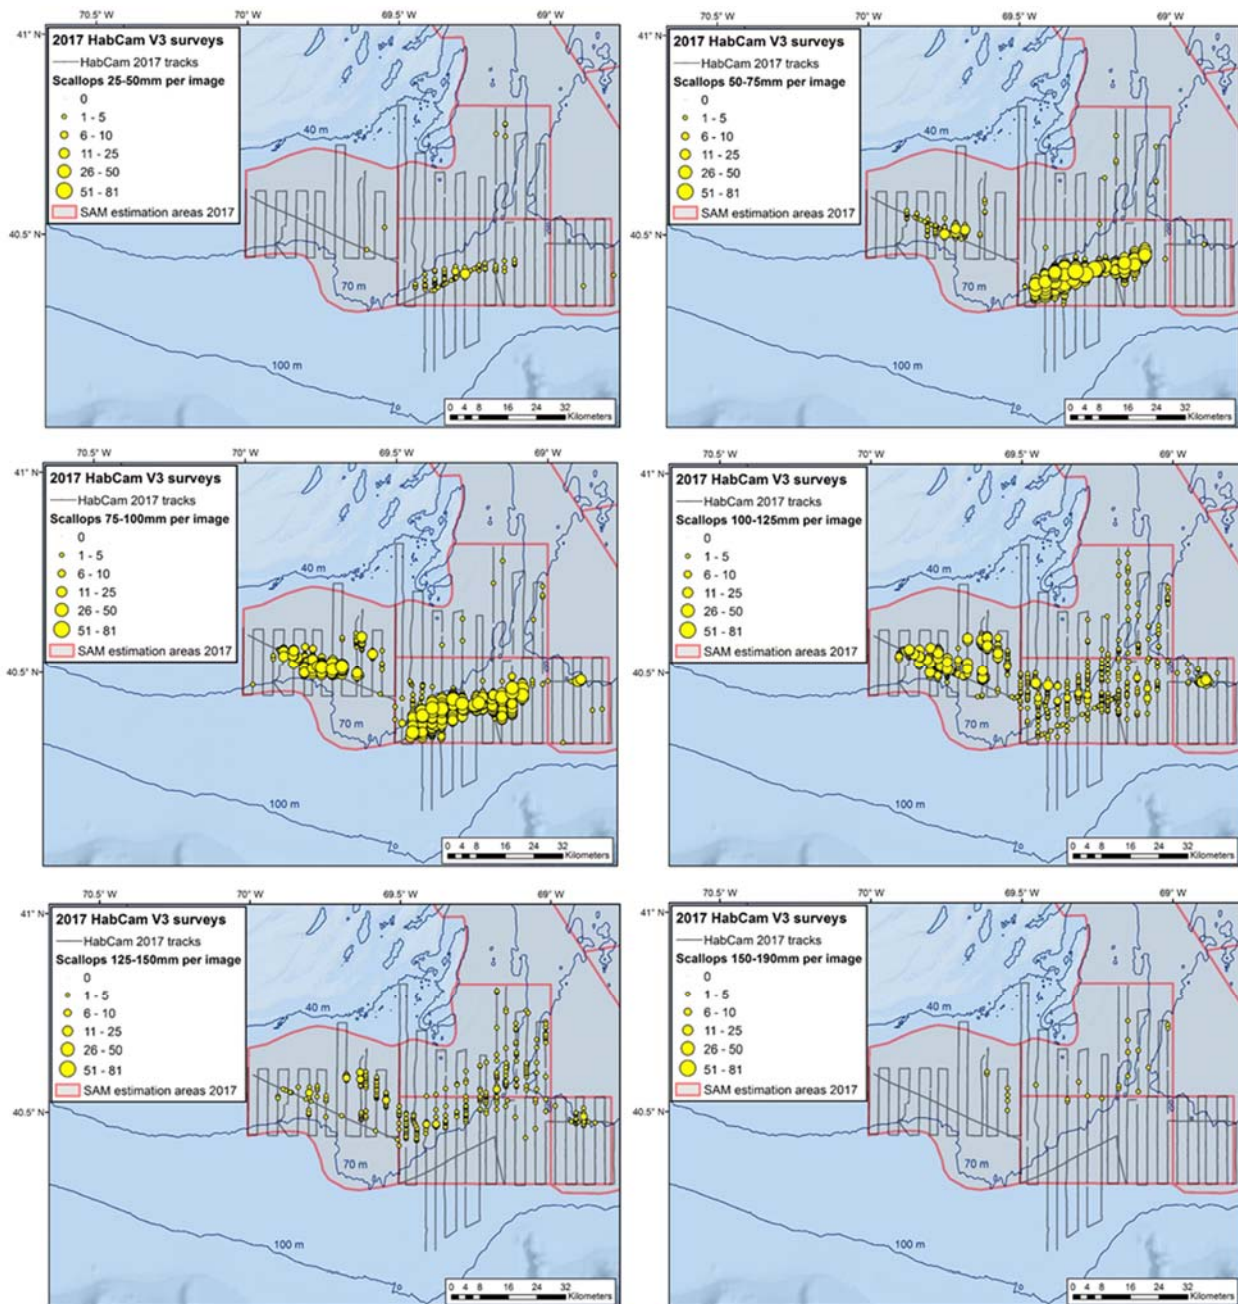 70.5° W 70° W 69.5° W 69° W
41° N
2017 HabCam V3 surveys
HabCam 2017 tracks
Scallops 25-50mm per image
0
1 - 5
6 - 10
11 - 25
26 - 50
51 - 81
SAM estimation areas 2017
40 m
40.5° N
70 m
100 m
0 4 8 16 24 32
Kilometers
70.5° W 70° W 69.5° W 69° W
41° N
2017 HabCam V3 surveys
HabCam 2017 tracks
Scallops 50-75mm per image
0
1 - 5
6 - 10
11 - 25
26 - 50
51 - 81
SAM estimation areas 2017
40 m
40.5° N
70 m
100 m
0 4 8 16 24 32
Kilometers
70.5° W 70° W 69.5° W 69° W
41° N
2017 HabCam V3 surveys
HabCam 2017 tracks
Scallops 75-100mm per image
0
1 - 5
6 - 10
11 - 25
26 - 50
51 - 81
SAM estimation areas 2017
40 m
40.5° N
70 m
100 m
0 4 8 16 24 32
Kilometers
70.5° W 70° W 69.5° W 69° W
41° N
2017 HabCam V3 surveys
HabCam 2017 tracks
Scallops 100-125mm per image
0
1 - 5
6 - 10
11 - 25
26 - 50
51 - 81
SAM estimation areas 2017
40 m
40.5° N
70 m
100 m
0 4 8 16 24 32
Kilometers
70.5° W 70° W 69.5° W 69° W
41° N
2017 HabCam V3 surveys
HabCam 2017 tracks
Scallops 125-150mm per image
0
1 - 5
6 - 10
11 - 25
26 - 50
51 - 81
SAM estimation areas 2017
40 m
40.5° N
70 m
100 m
0 4 8 16 24 32
Kilometers
70.5° W 70° W 69.5° W 69° W
41° N
2017 HabCam V3 surveys
HabCam 2017 tracks
Scallops 150-190mm per image
0
1 - 5
6 - 10
11 - 25
26 - 50
51 - 81
SAM estimation areas 2017
40 m
40.5° N
70 m
100 m
0 4 8 16 24 32
Kilometers